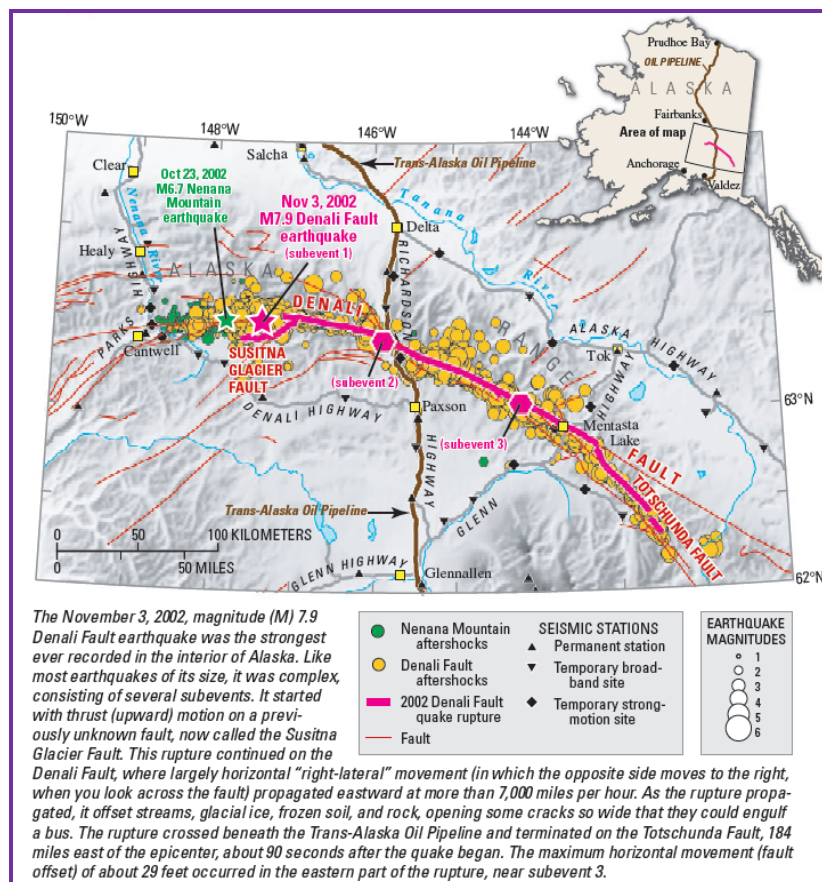 Prudhoe Bay
OIL PIPELINE
ALASKA
Fairbanks
Area of map
Anchorage
Valdez
150°W
148°W
146°W
144°W
Clear
Salcha
Trans-Alaska Oil Pipeline
Oct 23, 2002
M6.7 Nenana
Mountain
earthquake
Nov 3, 2002
M7.9 Denali Fault
earthquake
(subevent 1)
Nenana River
Tanana
River
Delta
Healy
ALASKA
RANGE
PARKS HIGHWAY
RICHARDSON
HIGHWAY
DENALI
FAULT
Cantwell
SUSITNA
GLACIER
FAULT
(subevent 2)
ALASKA HIGHWAY
Tok
HIGHWAY
DENALI HIGHWAY
Paxson
63°N
(subevent 3)
Mentasta
Lake
GLENN
TOTSCHUNDA FAULT
Trans-Alaska Oil Pipeline
0 50 100 KILOMETERS
0 50 MILES
GLENN HIGHWAY
Glennallen
62°N
The November 3, 2002, magnitude (M) 7.9
Denali Fault earthquake was the strongest
ever recorded in the interior of Alaska. Like
most earthquakes of its size, it was complex,
consisting of several subevents. It started
with thrust (upward) motion on a previ-
ously unknown fault, now called the Susitna
Glacier Fault. This rupture continued on the
Denali Fault, where largely horizontal “right-lateral” movement (in which the opposite side moves to the right,
when you look across the fault) propagated eastward at more than 7,000 miles per hour. As the rupture propa-
gated, it offset streams, glacial ice, frozen soil, and rock, opening some cracks so wide that they could engulf
a bus. The rupture crossed beneath the Trans-Alaska Oil Pipeline and terminated on the Totschunda Fault, 184
miles east of the epicenter, about 90 seconds after the quake began. The maximum horizontal movement (fault
offset) of about 29 feet occurred in the eastern part of the rupture, near subevent 3.
Nenana Mountain
aftershocks
Denali Fault
aftershocks
2002 Denali Fault
quake rupture
Fault
SEISMIC STATIONS
Permanent station
Temporary broad-
band site
Temporary strong-
motion site
EARTHQUAKE
MAGNITUDES
1
2
3
4
5
6